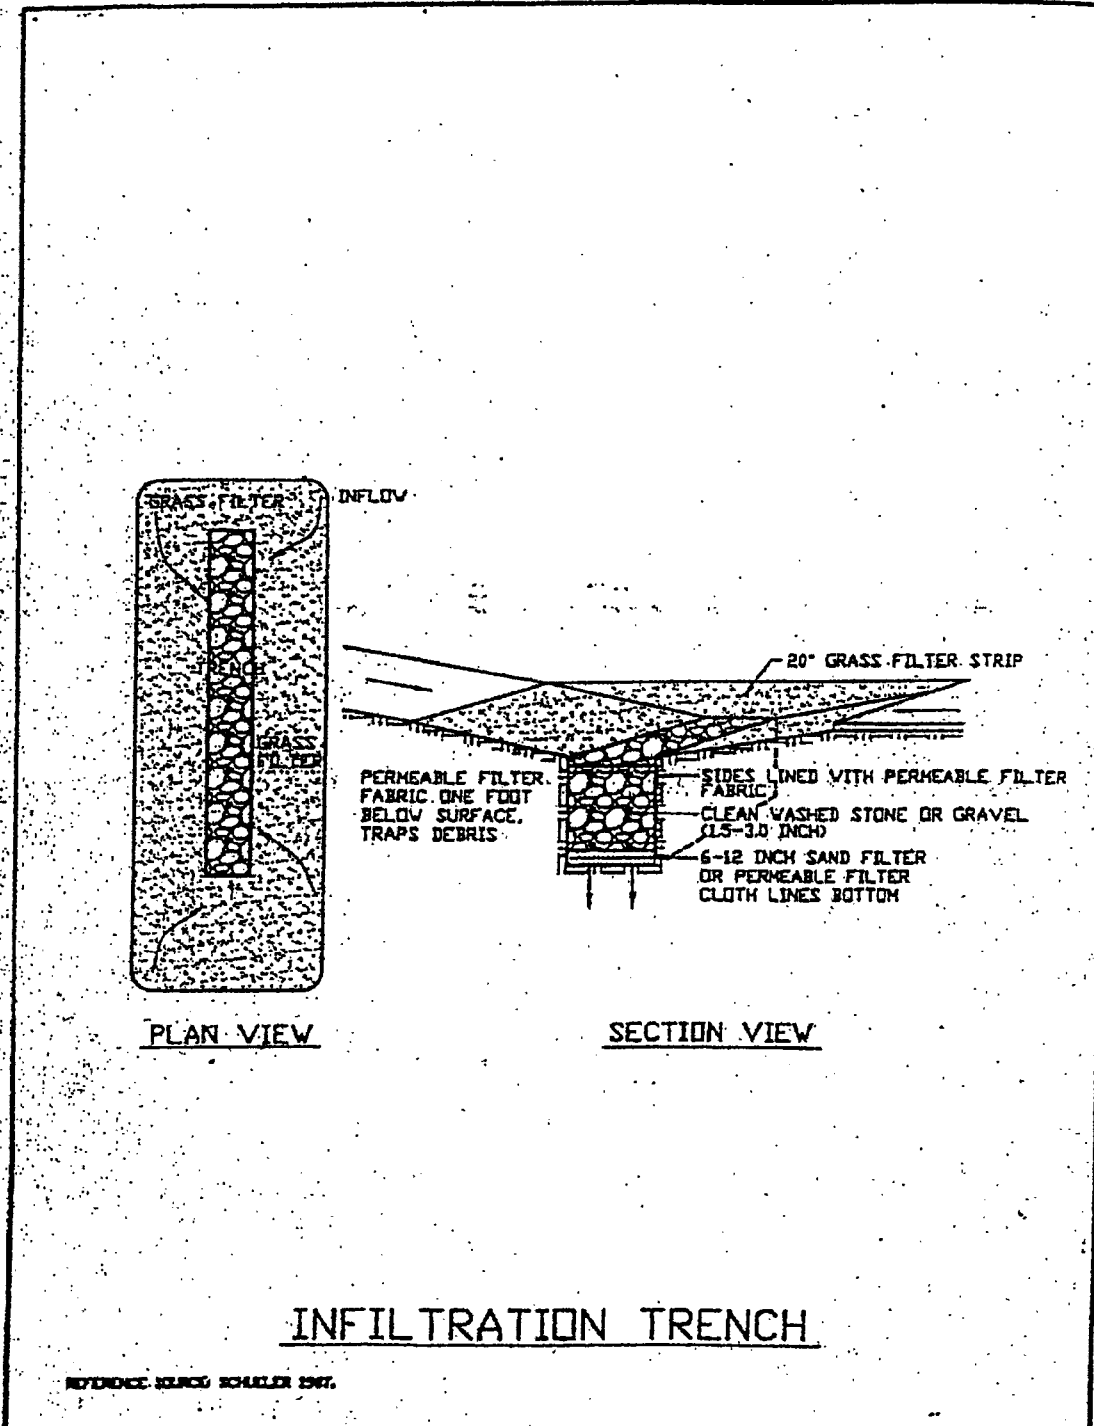 GRASS FILTER
INFLOW
TRENCH
GRASS
FILTER
20" GRASS FILTER STRIP
PERMEABLE FILTER
FABRIC ONE FOOT
BELOW SURFACE,
TRAPS DEBRIS
SIDES LINED WITH PERMEABLE FILTER
FABRIC
CLEAN WASHED STONE OR GRAVEL
(1.5-3.0 INCH)
6-12 INCH SAND FILTER
OR PERMEABLE FILTER
CLOTH LINES BOTTOM
PLAN VIEW
SECTION VIEW
INFILTRATION TRENCH
REFERENCE SOURCE: SCHUELER 1987.